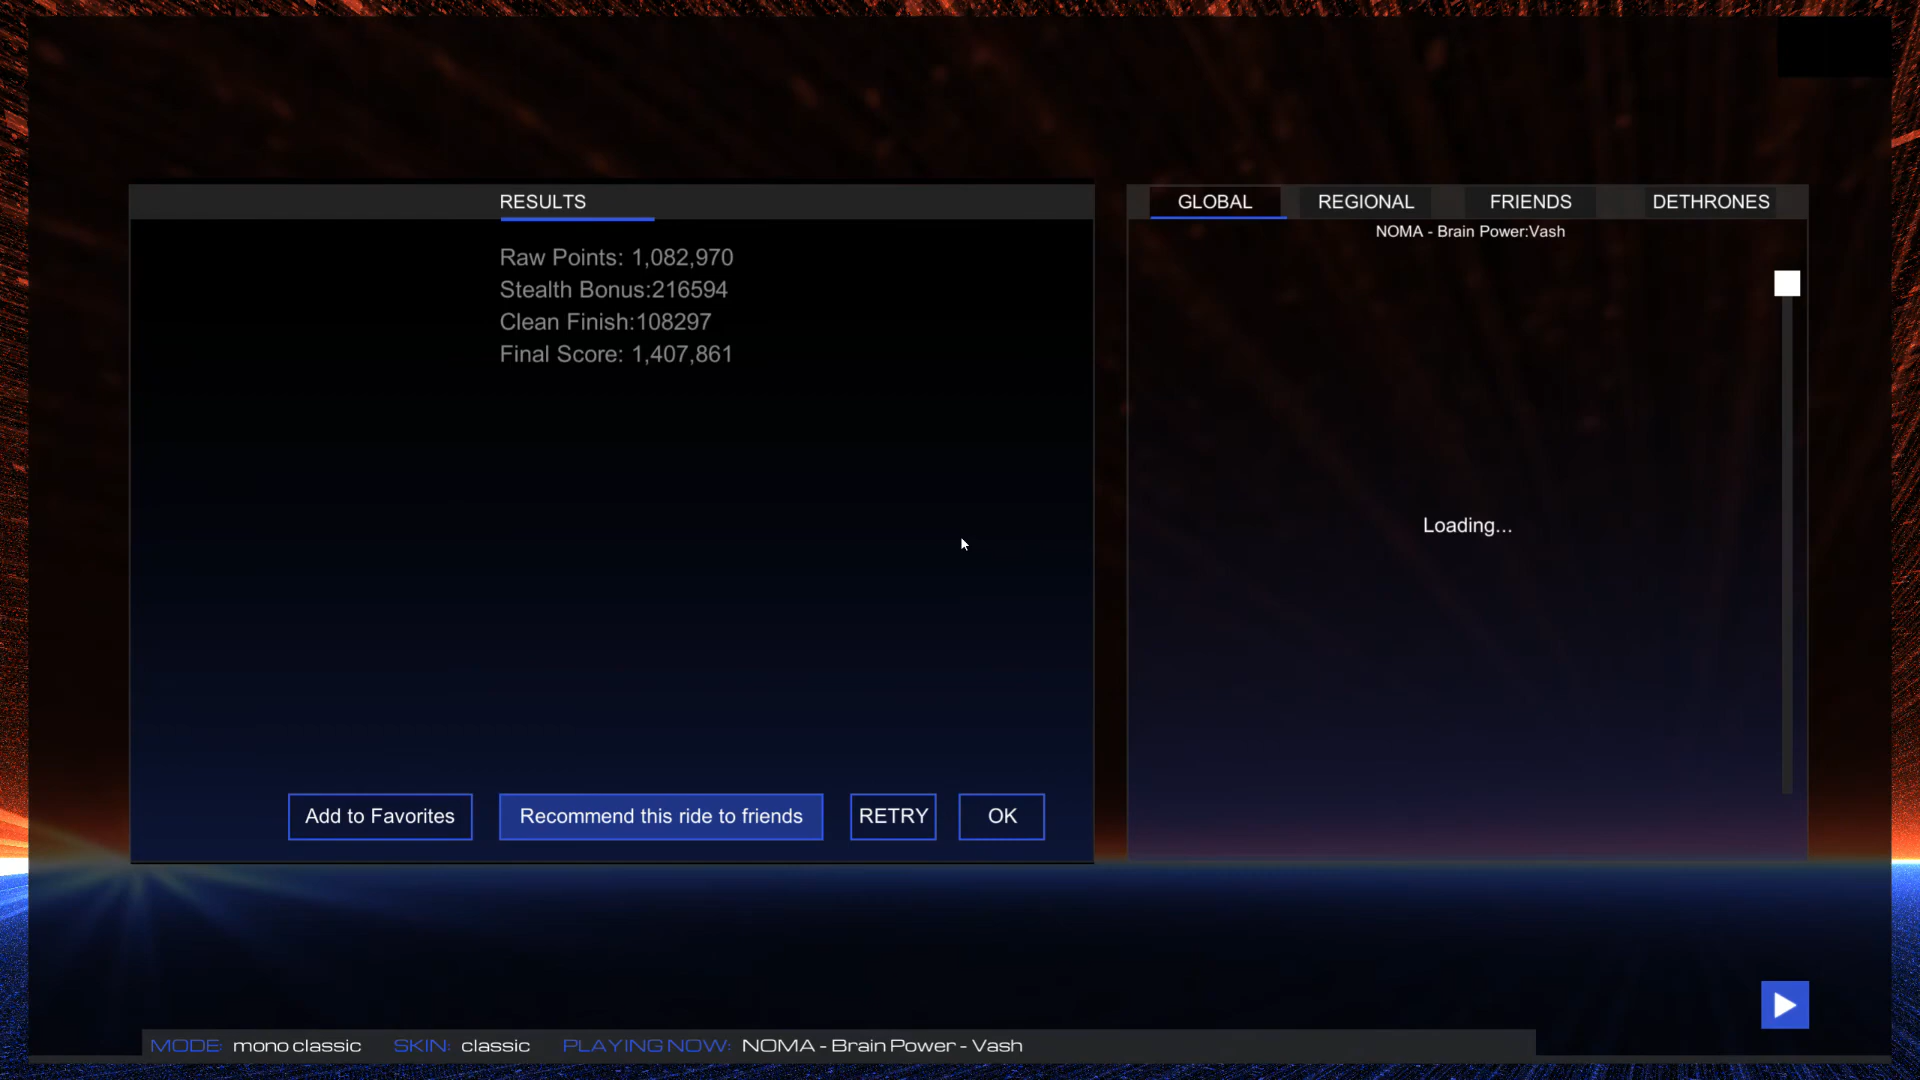 RESULTS
Raw Points: 1,082,970
Stealth Bonus:216594
Clean Finish:108297
Final Score: 1,407,861
Add to Favorites
Recommend this ride to friends
RETRY
OK
GLOBAL REGIONAL FRIENDS DETHRONES
NOMA - Brain Power:Vash
Loading...
MODE: mono classic SKIN: classic PLAYING NOW: NOMA - Brain Power - Vash